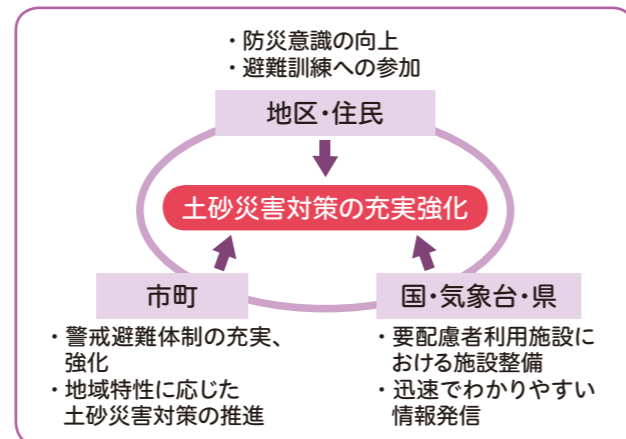 ・防災意識の向上
・避難訓練への参加
地区・住民
土砂災害対策の充実強化
市町
・警戒避難体制の充実、
強化
・地域特性に応じた
土砂災害対策の推進
国・気象台・県
・要配慮者利用施設に
おける施設整備
・迅速でわかりやすい
情報発信